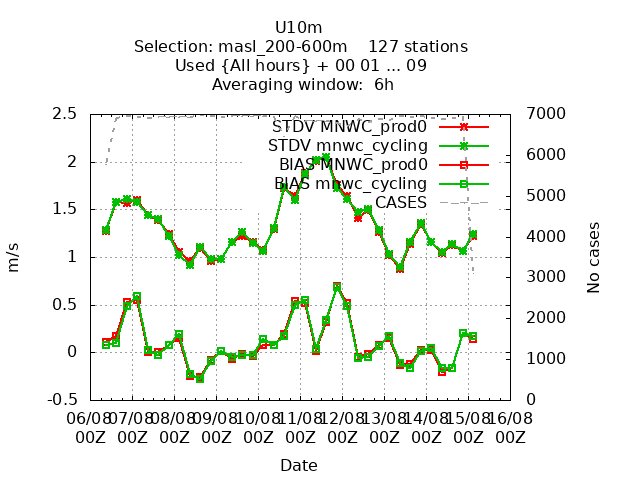 U10m
Selection: masl_200-600m    127 stations
Used {All hours} + 00 01 ... 09
Averaging window:  6h
2.5
2
1.5
1
0.5
0
-0.5
m/s
7000
6000
5000
4000
3000
2000
1000
0
No cases
STDV MNWC_prod0
STDV mnwc_cycling
BIAS MNWC_prod0
BIAS mnwc_cycling
CASES
06/08 07/08 08/08 09/08 10/08 11/08 12/08 13/08 14/08 15/08 16/08
00Z 00Z 00Z 00Z 00Z 00Z 00Z 00Z 00Z 00Z 00Z
Date